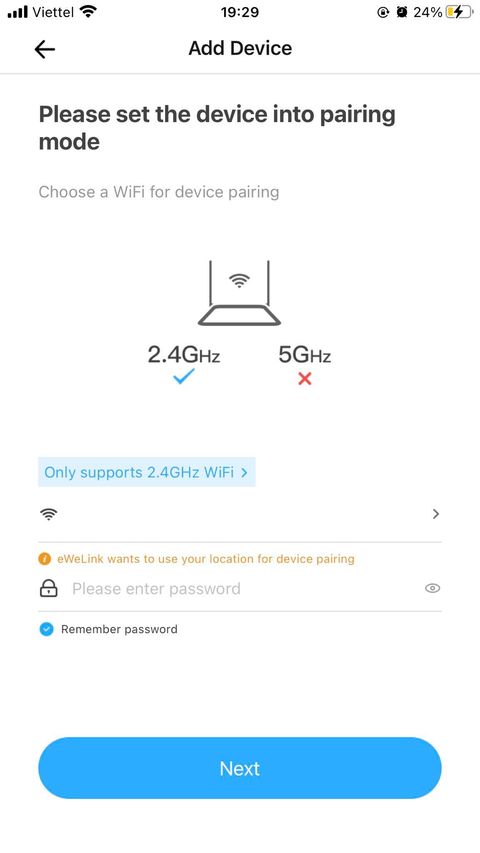 Viettel 19:29 24%
Add Device
Please set the device into pairing
mode
Choose a WiFi for device pairing
2.4GHz 5GHz
Only supports 2.4GHz WiFi >
eWeLink wants to use your location for device pairing
Please enter password
Remember password
Next